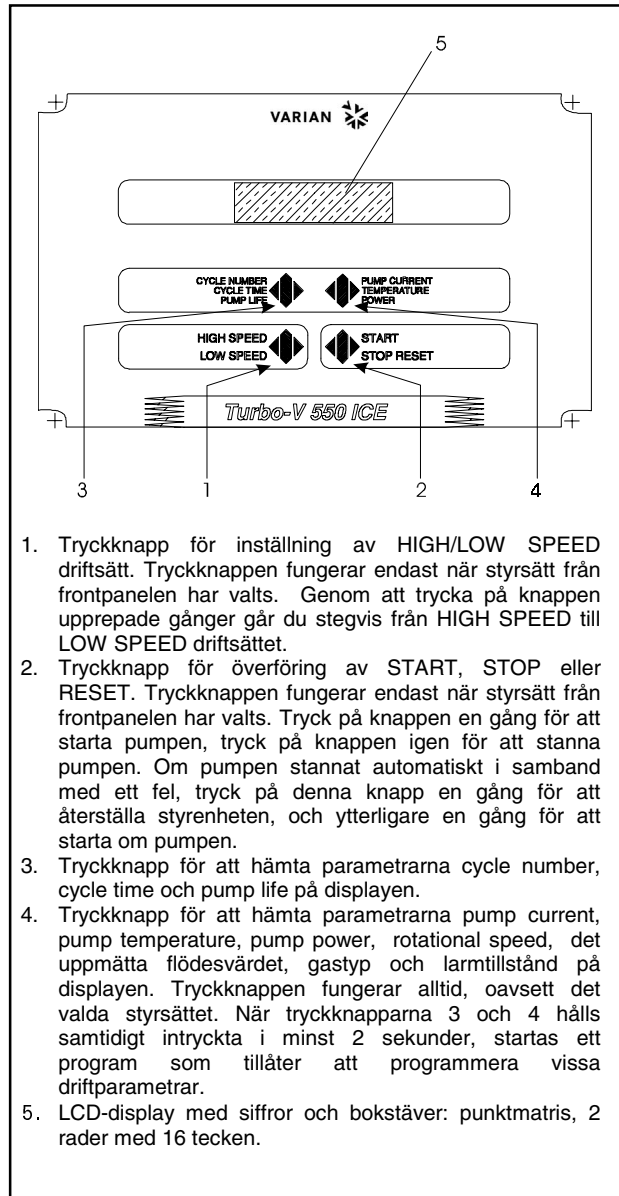 5
VARIAN
CYCLE NUMBER
CYCLE TIME
PUMP LIFE
PUMP CURRENT
TEMPERATURE
POWER
HIGH SPEED
LOW SPEED
START
STOP RESET
Turbo-V 550 ICE
3 1 2 4
1. Tryckknapp för inställning av HIGH/LOW SPEED
driftsätt. Tryckknappen fungerar endast när styrsätt från
frontpanelen har valts. Genom att trycka på knappen
upprepade gånger går du stegvis från HIGH SPEED till
LOW SPEED driftsättet.
2. Tryckknapp för överföring av START, STOP eller
RESET. Tryckknappen fungerar endast när styrsätt från
frontpanelen har valts. Tryck på knappen en gång för att
starta pumpen, tryck på knappen igen för att stanna
pumpen. Om pumpen stannat automatiskt i samband
med ett fel, tryck på denna knapp en gång för att
återställa styrenheten, och ytterligare en gång för att
starta om pumpen.
3. Tryckknapp för att hämta parametrarna cycle number,
cycle time och pump life på displayen.
4. Tryckknapp för att hämta parametrarna pump current,
pump temperature, pump power, rotational speed, det
uppmätta flödesvärdet, gastyp och larmtillstånd på
displayen. Tryckknappen fungerar alltid, oavsett det
valda styrsättet. När tryckknapparna 3 och 4 hålls
samtidigt intryckta i minst 2 sekunder, startas ett
program som tillåter att programmera vissa
driftparametrar.
5. LCD-display med siffror och bokstäver: punktmatris, 2
rader med 16 tecken.